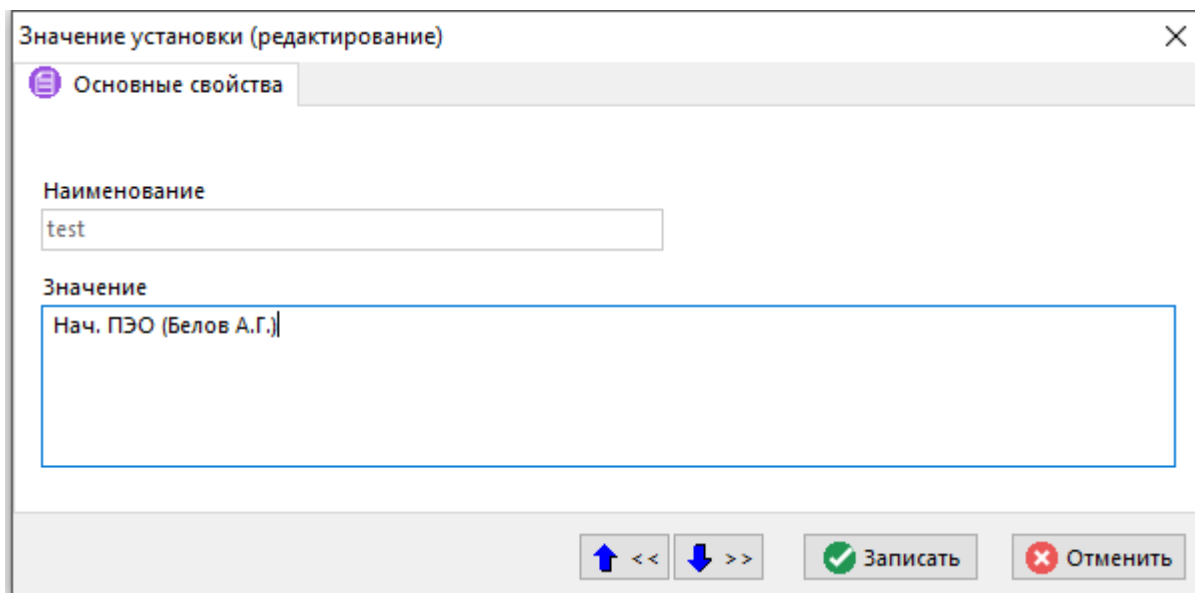 Значение установки (редактирование)
Основные свойства
Наименование
test
Значение
Нач. ПЭО (Белов А.Г.)
<< >> Записать Отменить